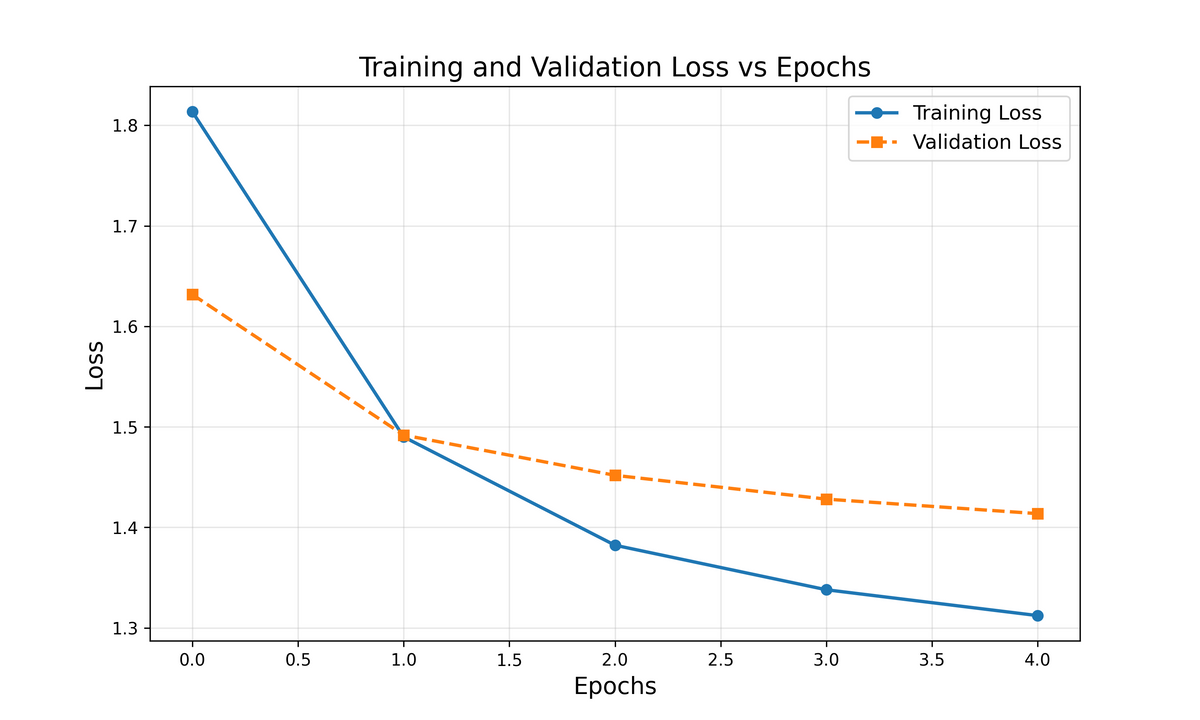 Training and Validation Loss vs Epochs
Training Loss
Validation Loss
1.8
1.7
1.6
1.5
1.4
1.3
Loss
0.0 0.5 1.0 1.5 2.0 2.5 3.0 3.5 4.0
Epochs